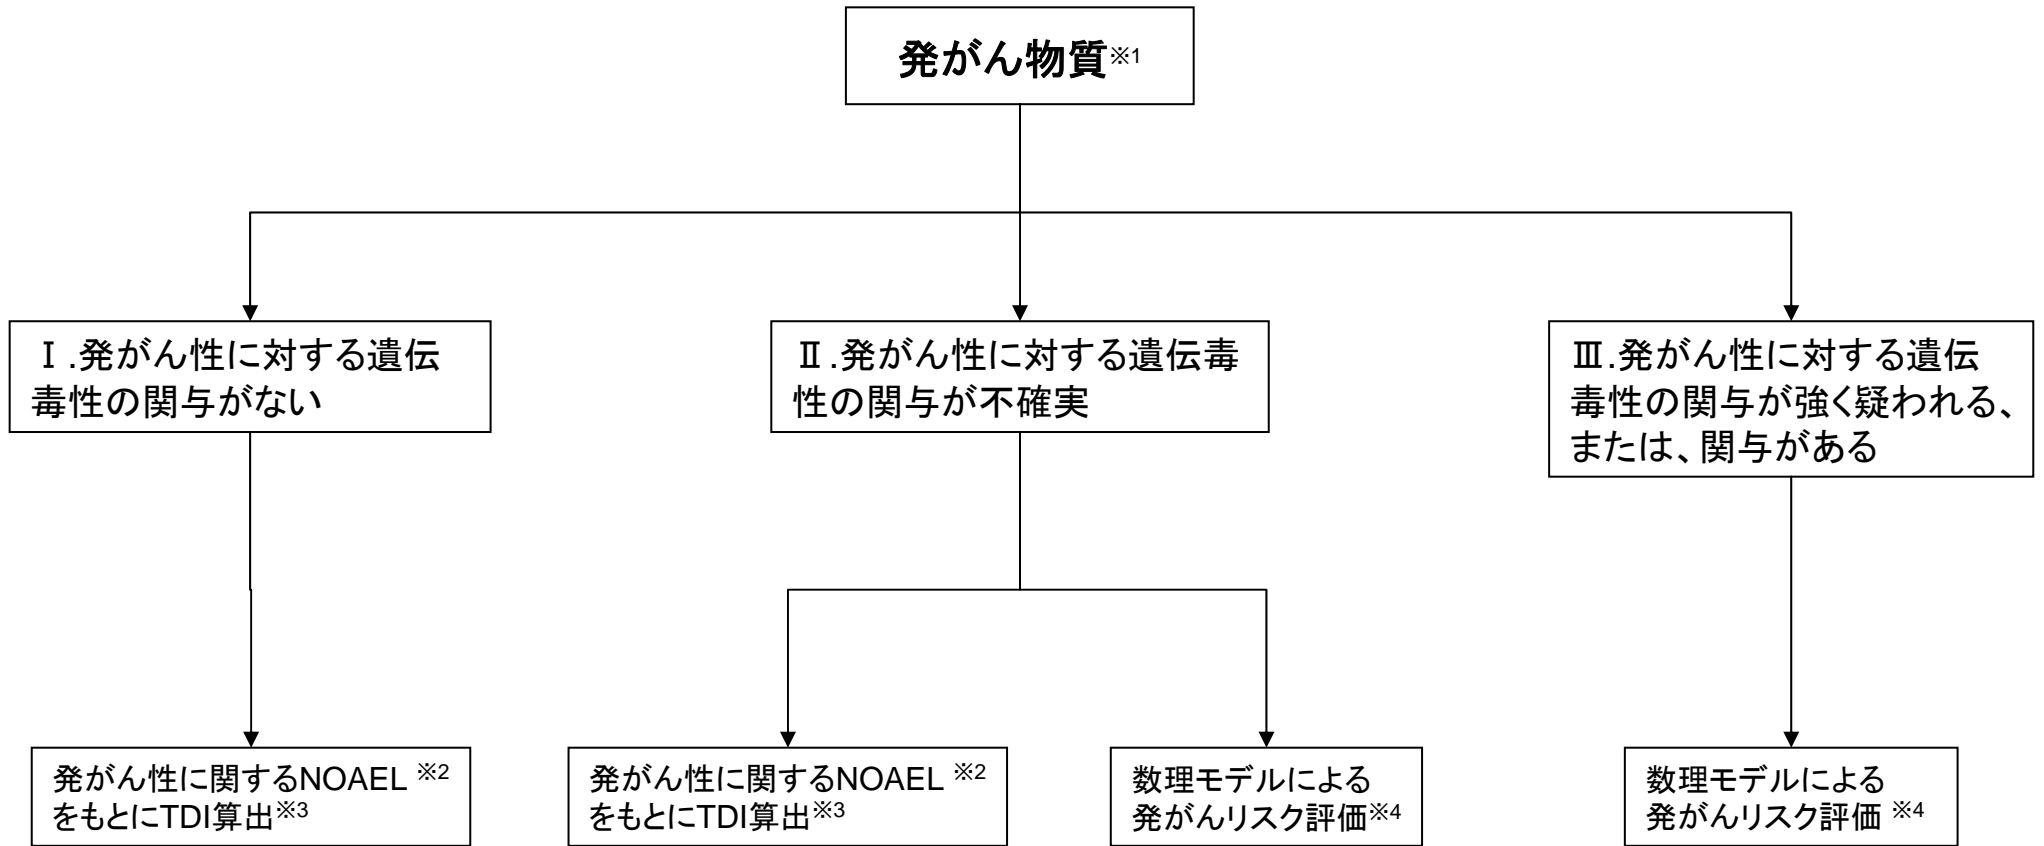 発がん物質※1
Ⅰ.発がん性に対する遺伝
毒性の関与がない
Ⅱ.発がん性に対する遺伝毒
性の関与が不確実
Ⅲ.発がん性に対する遺伝
毒性の関与が強く疑われる、
または、関与がある
発がん性に関するNOAEL ※2
をもとにTDI算出※3
発がん性に関するNOAEL ※2
をもとにTDI算出※3
数理モデルによる
発がんリスク評価※4
数理モデルによる
発がんリスク評価 ※4